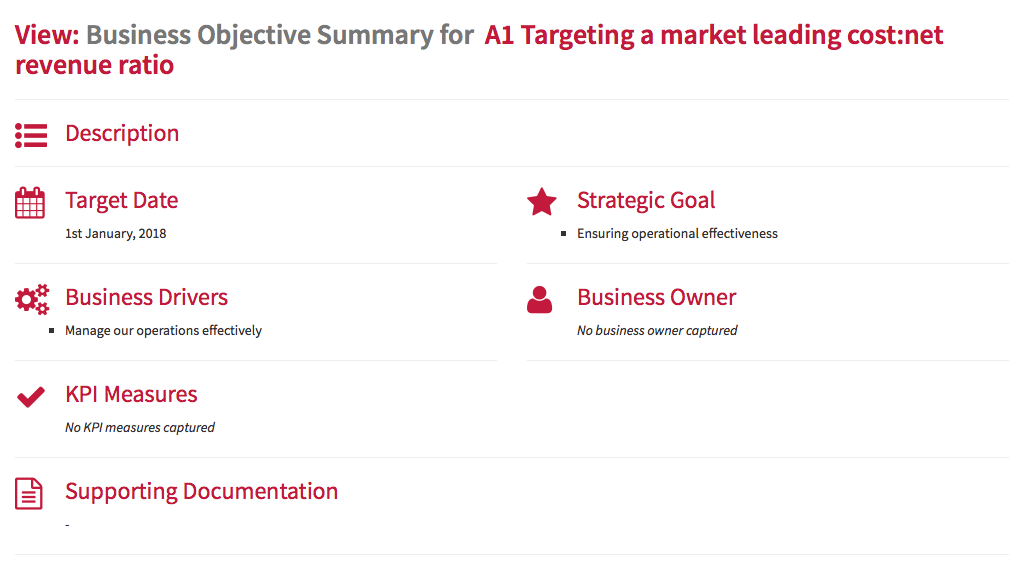 View: Business Objective Summary for A1 Targeting a market leading cost:net
revenue ratio
Description
Target Date
1st January, 2018
Strategic Goal
Ensuring operational effectiveness
Business Drivers
Manage our operations effectively
Business Owner
No business owner captured
KPI Measures
No KPI measures captured
Supporting Documentation
-